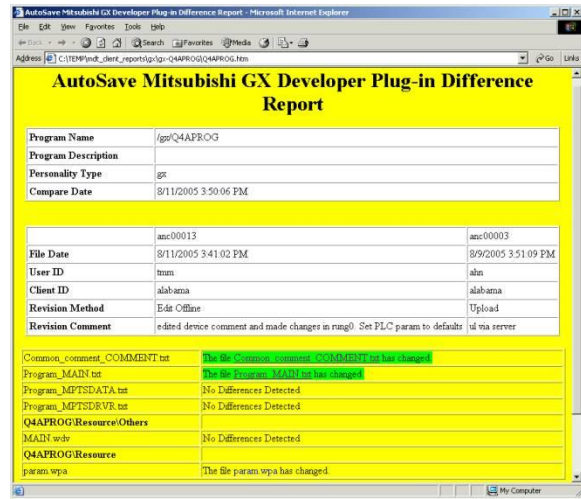 AutoSave Mitsubishi GX Developer Plug-in Difference Report - Microsoft Internet Explorer
File Edit View Favorites Tools Help
Back Search Favorites Media
Address C:\TEMP\mdt_client_reports\gx\gx-Q4APROG\Q4APROG.htm Go Links
AutoSave Mitsubishi GX Developer Plug-in Difference
Report
Program Name /gx/Q4APROG
Program Description
Personality Type gx
Compare Date 8/11/2005 3:50:06 PM
anc00013 anc00003
File Date 8/11/2005 3:41:02 PM 8/9/2005 3:51:09 PM
User ID tmm ahn
Client ID alabama alabama
Revision Method Edit Offline Upload
Revision Comment edited device comment and made changes in rung0 Set PLC param to defaults ul via server
Common_comment_COMMENT.txt The file Common_comment_COMMENT.txt has changed.
Program_MAIN.txt The file Program_MAIN.txt has changed.
Program_MPTSDATA.txt No Differences Detected
Program_MPTSDRVR.txt No Differences Detected
Q4APROG\Resource\Others
MAIN.wdv No Differences Detected
Q4APROG\Resource
param.wpa The file param.wpa has changed.
My Computer